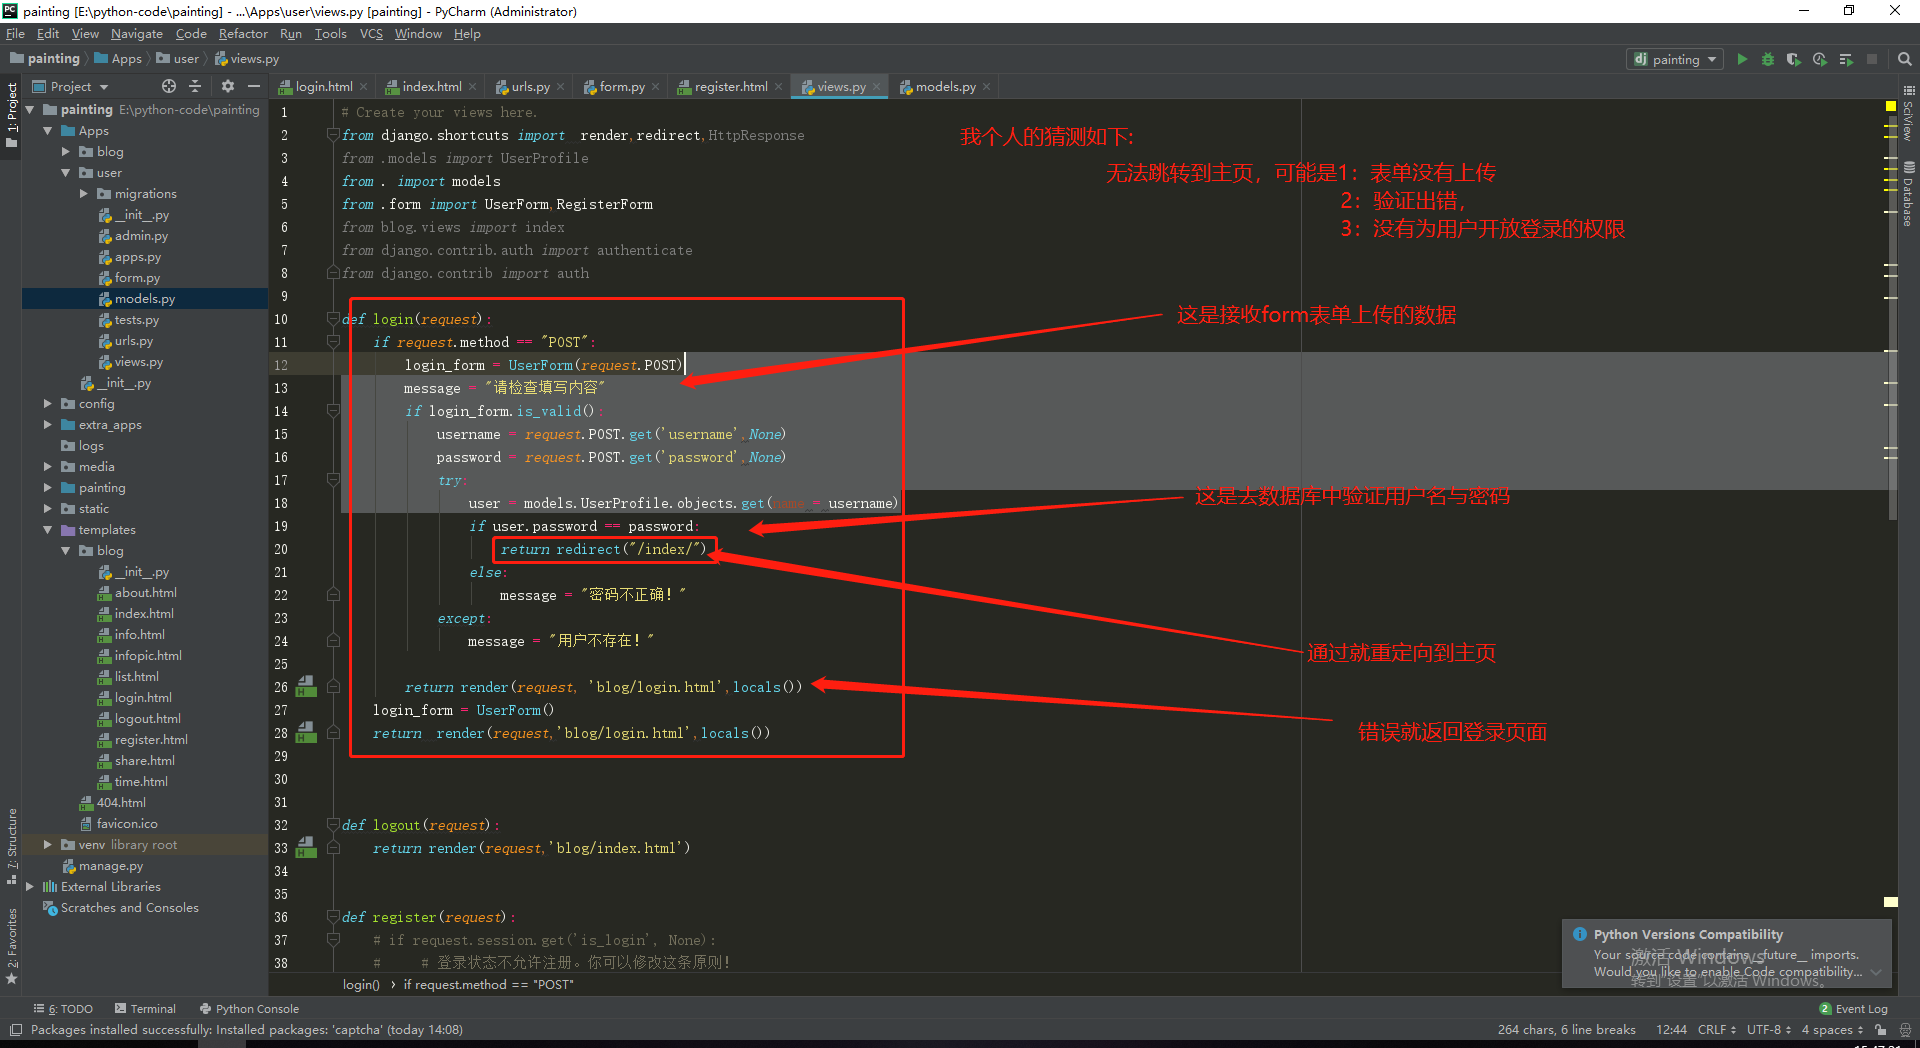 painting [E:\python-code\painting] - ...\Apps\user\views.py [painting] - PyCharm (Administrator)
File Edit View Navigate Code Refactor Run Tools VCS Window Help
painting Apps user views.py
painting
Project
login.html index.html urls.py form.py register.html views.py models.py
1: Project
7: Structure
2: Favorites
SciView
Database
painting E:\python-code\painting
Apps
blog
user
migrations
__init__.py
admin.py
apps.py
form.py
models.py
tests.py
urls.py
views.py
__init__.py
config
extra_apps
logs
media
painting
static
templates
blog
__init__.py
about.html
index.html
info.html
infopic.html
list.html
login.html
logout.html
register.html
share.html
time.html
404.html
favicon.ico
venv library root
manage.py
External Libraries
Scratches and Consoles
1 # Create your views here.
2 from django.shortcuts import render,redirect,HttpResponse
3 from .models import UserProfile
4 from . import models
5 from .form import UserForm,RegisterForm
6 from blog.views import index
7 from django.contrib.auth import authenticate
8 from django.contrib import auth
9
10 def login(request):
11 if request.method == "POST":
12 login_form = UserForm(request.POST)
13 message = "请检查填写内容"
14 if login_form.is_valid():
15 username = request.POST.get('username',None)
16 password = request.POST.get('password',None)
17 try:
18 user = models.UserProfile.objects.get(name = username)
19 if user.password == password:
20 return redirect("/index/")
21 else:
22 message = "密码不正确！"
23 except:
24 message = "用户不存在！"
25
26 return render(request, 'blog/login.html',locals())
27 login_form = UserForm()
28 return render(request,'blog/login.html',locals())
29
30
31
32 def logout(request):
33 return render(request,'blog/index.html')
34
35
36 def register(request):
37 # if request.session.get('is_login', None):
38 # # 登录状态不允许注册。你可以修改这条原则！
我个人的猜测如下:
无法跳转到主页，可能是1：表单没有上传
2：验证出错，
3：没有为用户开放登录的权限
这是接收form表单上传的数据
这是去数据库中验证用户名与密码
通过就重定向到主页
错误就返回登录页面
login() › if request.method == "POST"
Python Versions Compatibility
Your source code contains __future__ imports.
Would you like to enable Code compatibility...
激活 Windows
转到"设置"以激活 Windows。
6: TODO Terminal Python Console
2 Event Log
Packages installed successfully: Installed packages: 'captcha' (today 14:08)
264 chars, 6 line breaks 12:44 CRLF UTF-8 4 spaces